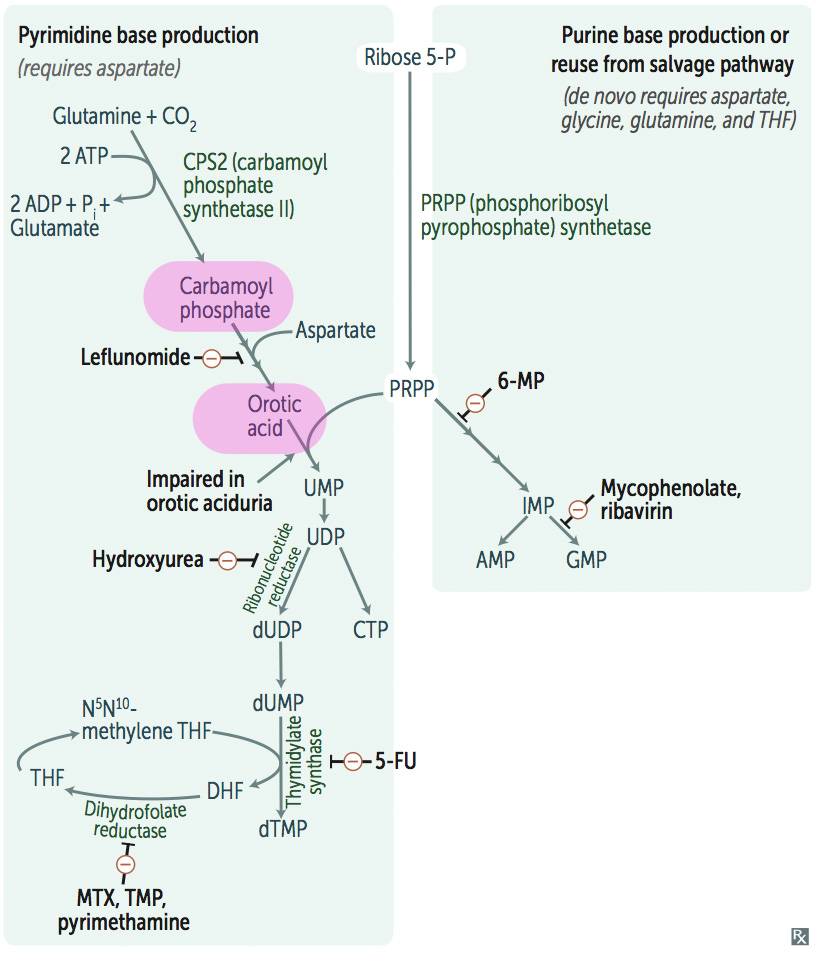 Pyrimidine base production
(requires aspartate)
Glutamine + CO2
2 ATP
2 ADP + Pi +
Glutamate
CPS2 (carbamoyl
phosphate
synthetase II)
Carbamoyl
phosphate
Aspartate
Leflunomide
Orotic
acid
Impaired in
orotic aciduria
UMP
UDP
Hydroxyurea
Ribonucleotide
reductase
dUDP
CTP
dUMP
N5N10-
methylene THF
Thymidylate
synthase
5-FU
THF
DHF
Dihydrofolate
reductase
dTMP
MTX, TMP,
pyrimethamine
Ribose 5-P
Purine base production or
reuse from salvage pathway
(de novo requires aspartate,
glycine, glutamine, and THF)
PRPP (phosphoribosyl
pyrophosphate) synthetase
PRPP
6-MP
IMP
Mycophenolate,
ribavirin
AMP
GMP
Rx